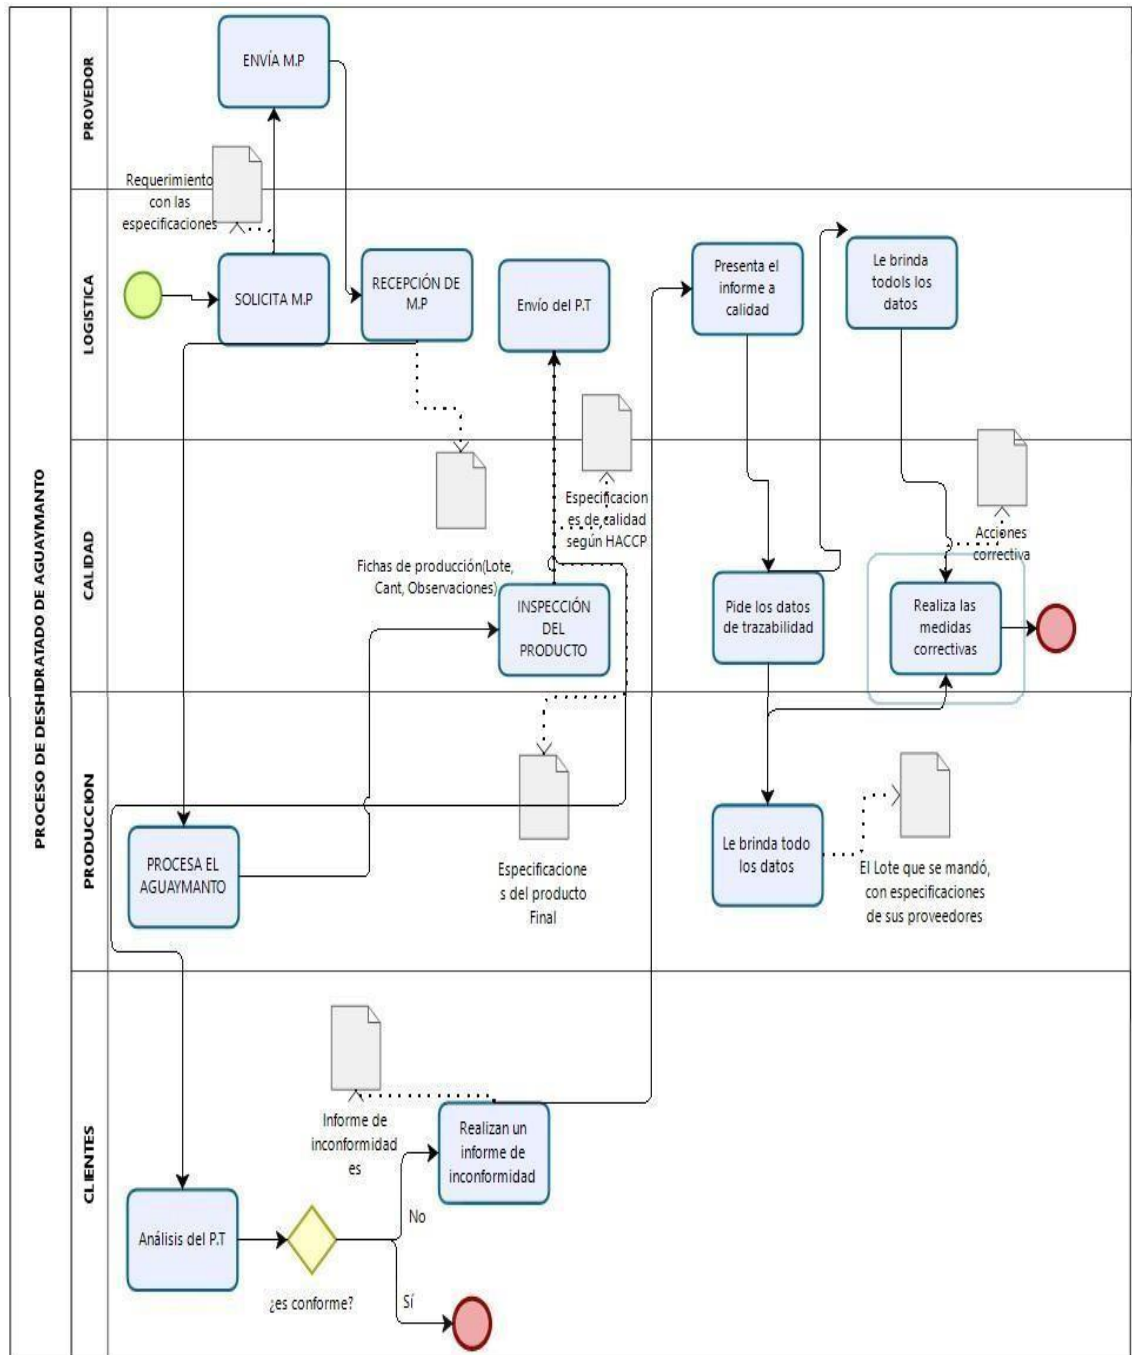 PROCESO DE DESHIDRATADO DE AGUAYMANTO
PROVEDOR
ENVÍA M.P
Requerimiento
con las
especificaciones
LOGISTICA
SOLICITA M.P
RECEPCIÓN DE
M.P
Envío del P.T
Presenta el
informe a
calidad
Le brinda
todols los
datos
CALIDAD
Fichas de producción(Lote,
Cant, Observaciones)
Especificacion
es de calidad
según HACCP
INSPECCIÓN
DEL
PRODUCTO
Pide los datos
de trazabilidad
Acciones
correctiva
Realiza las
medidas
correctivas
PRODUCCION
PROCESA EL
AGUAYMANTO
Especificacione
s del producto
Final
Le brinda todo
los datos
El Lote que se mandó,
con especificaciones
de sus proveedores
CLIENTES
Análisis del P.T
¿es conforme?
Informe de
inconformidad
es
Realizan un
informe de
inconformidad
No
Sí